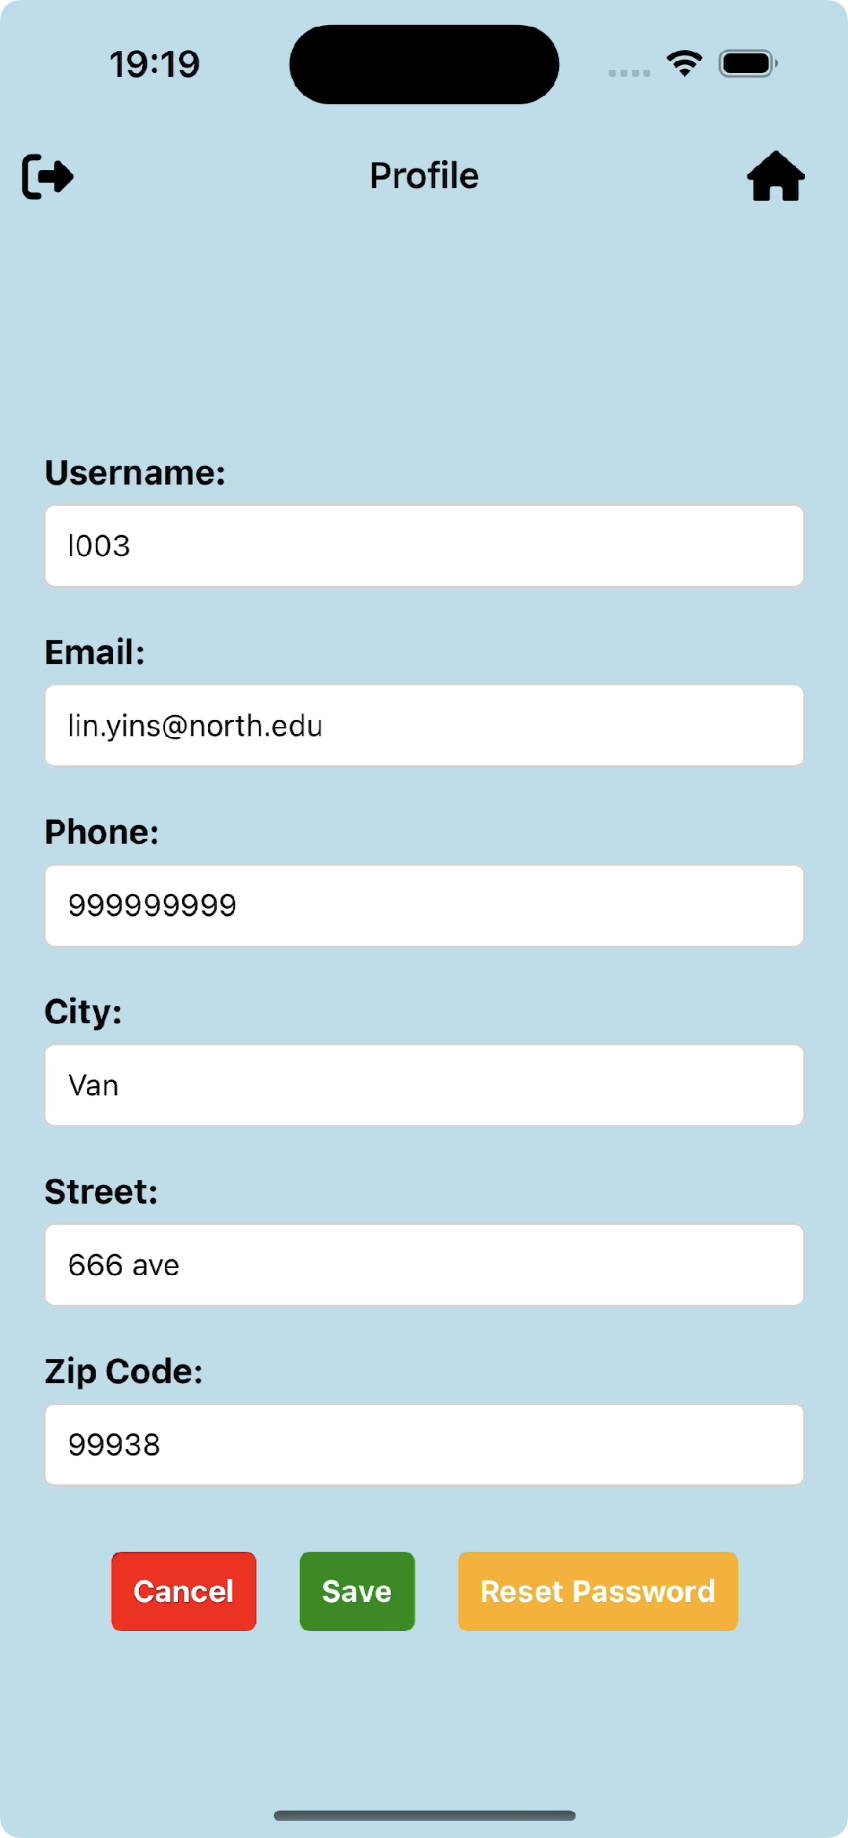 19:19
Profile
Username:
l003
Email:
lin.yins@north.edu
Phone:
999999999
City:
Van
Street:
666 ave
Zip Code:
99938
Cancel Save Reset Password